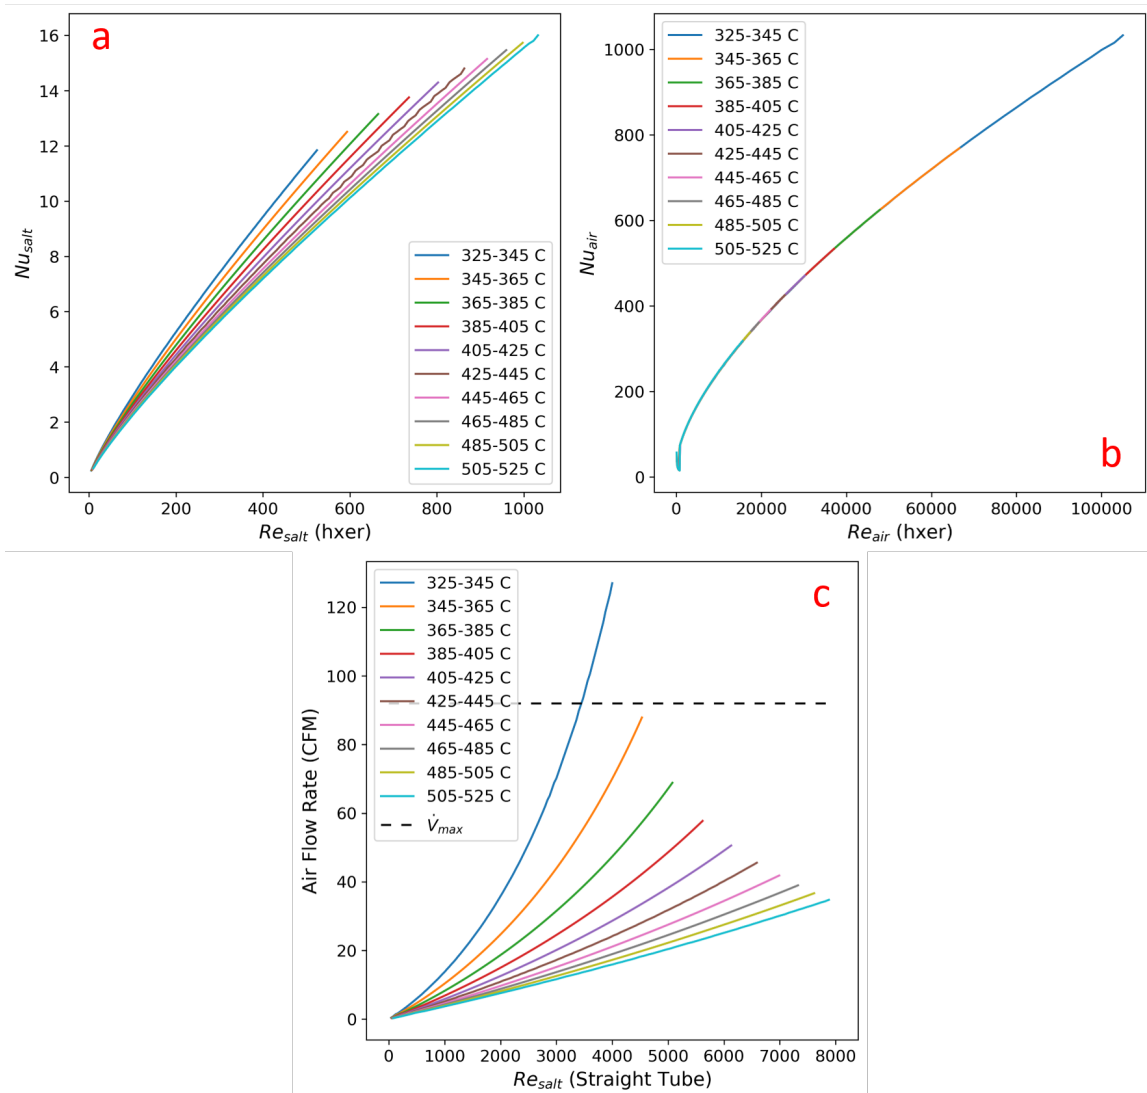 a
16
14
12
10
8
6
4
2
0
Nu_salt
0 200 400 600 800 1000
Re_salt (hxer)
325-345 C
345-365 C
365-385 C
385-405 C
405-425 C
425-445 C
445-465 C
465-485 C
485-505 C
505-525 C
b
1000
800
600
400
200
0
Nu_air
0 20000 40000 60000 80000 100000
Re_air (hxer)
325-345 C
345-365 C
365-385 C
385-405 C
405-425 C
425-445 C
445-465 C
465-485 C
485-505 C
505-525 C
c
120
100
80
60
40
20
0
Air Flow Rate (CFM)
0 1000 2000 3000 4000 5000 6000 7000 8000
Re_salt (Straight Tube)
325-345 C
345-365 C
365-385 C
385-405 C
405-425 C
425-445 C
445-465 C
465-485 C
485-505 C
505-525 C
V̇_max